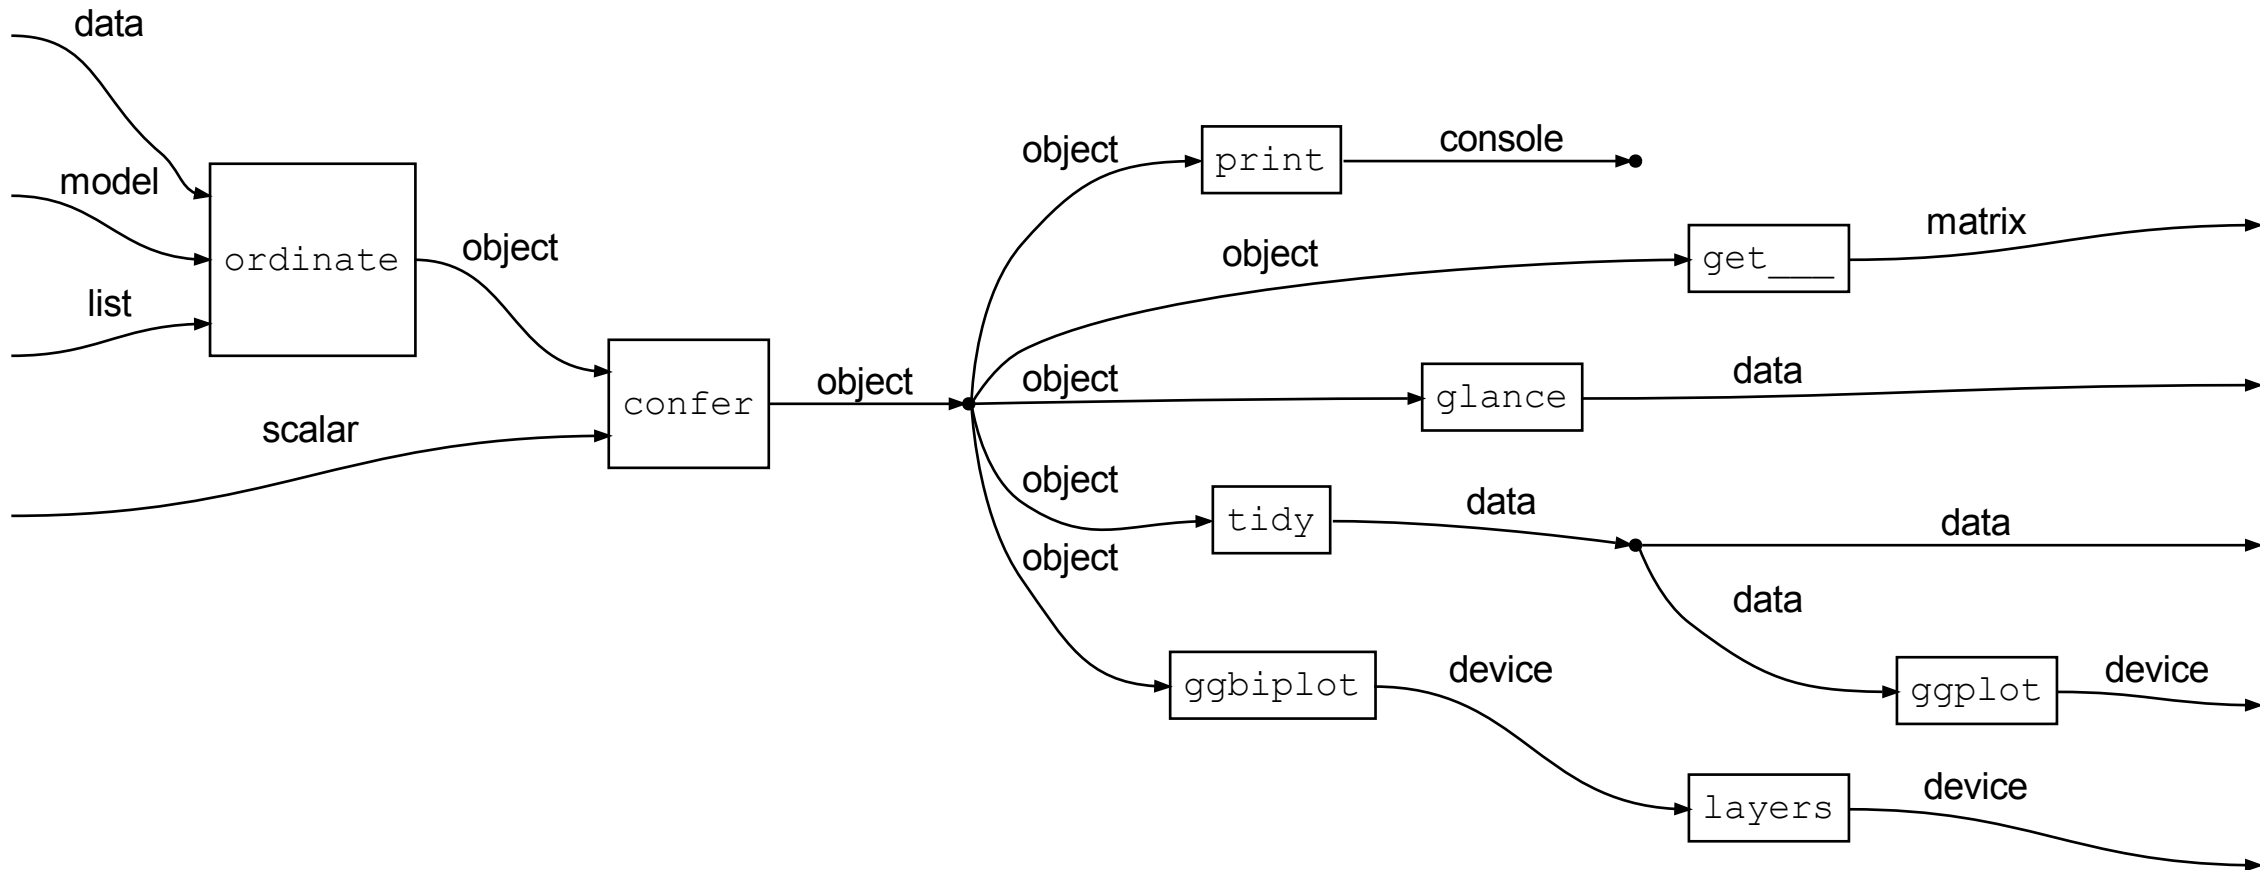 data
model
list
ordinate
object
scalar
confer
object
object
print
console
object
get___
matrix
object
glance
data
object
tidy
data
data
data
ggplot
device
object
ggbiplot
device
layers
device